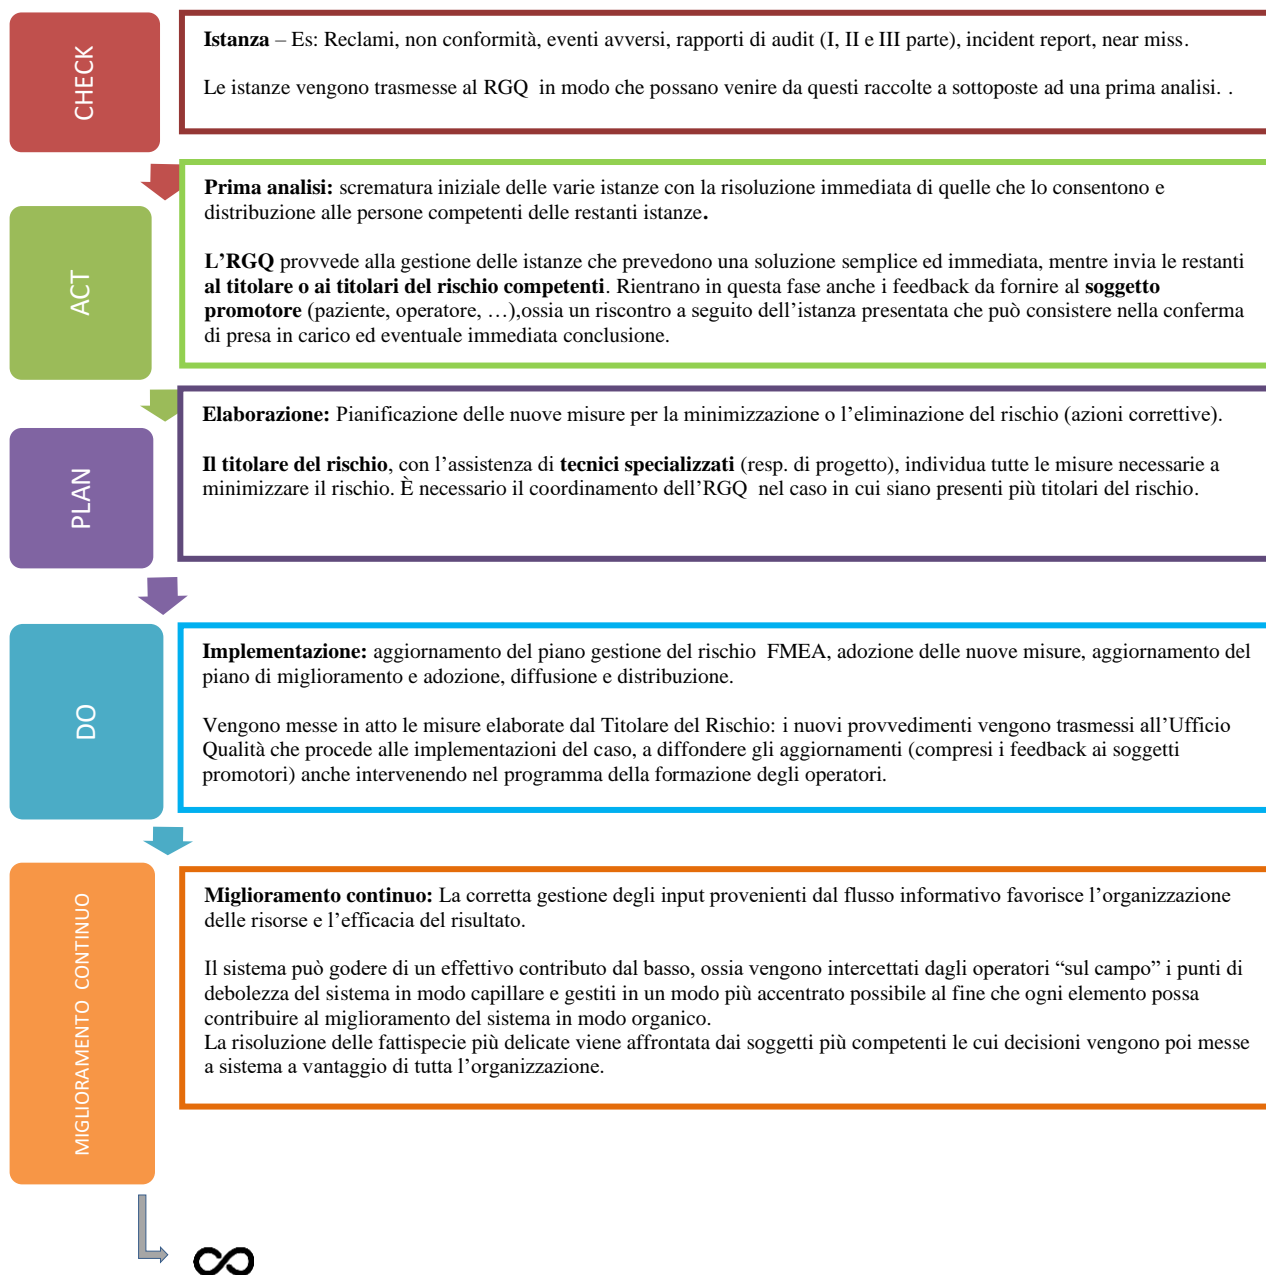 CHECK
Istanza – Es: Reclami, non conformità, eventi avversi, rapporti di audit (I, II e III parte), incident report, near miss.
Le istanze vengono trasmesse al RGQ in modo che possano venire da questi raccolte a sottoposte ad una prima analisi. .
ACT
Prima analisi: scrematura iniziale delle varie istanze con la risoluzione immediata di quelle che lo consentono e
distribuzione alle persone competenti delle restanti istanze.
L’RGQ provvede alla gestione delle istanze che prevedono una soluzione semplice ed immediata, mentre invia le restanti
al titolare o ai titolari del rischio competenti. Rientrano in questa fase anche i feedback da fornire al soggetto
promotore (paziente, operatore, …),ossia un riscontro a seguito dell’istanza presentata che può consistere nella conferma
di presa in carico ed eventuale immediata conclusione.
PLAN
Elaborazione: Pianificazione delle nuove misure per la minimizzazione o l’eliminazione del rischio (azioni correttive).
Il titolare del rischio, con l’assistenza di tecnici specializzati (resp. di progetto), individua tutte le misure necessarie a
minimizzare il rischio. È necessario il coordinamento dell’RGQ nel caso in cui siano presenti più titolari del rischio.
DO
Implementazione: aggiornamento del piano gestione del rischio FMEA, adozione delle nuove misure, aggiornamento del
piano di miglioramento e adozione, diffusione e distribuzione.
Vengono messe in atto le misure elaborate dal Titolare del Rischio: i nuovi provvedimenti vengono trasmessi all’Ufficio
Qualità che procede alle implementazioni del caso, a diffondere gli aggiornamenti (compresi i feedback ai soggetti
promotori) anche intervenendo nel programma della formazione degli operatori.
MIGLIORAMENTO CONTINUO
Miglioramento continuo: La corretta gestione degli input provenienti dal flusso informativo favorisce l’organizzazione
delle risorse e l’efficacia del risultato.
Il sistema può godere di un effettivo contributo dal basso, ossia vengono intercettati dagli operatori “sul campo” i punti di
debolezza del sistema in modo capillare e gestiti in un modo più accentrato possibile al fine che ogni elemento possa
contribuire al miglioramento del sistema in modo organico.
La risoluzione delle fattispecie più delicate viene affrontata dai soggetti più competenti le cui decisioni vengono poi messe
a sistema a vantaggio di tutta l’organizzazione.
∞